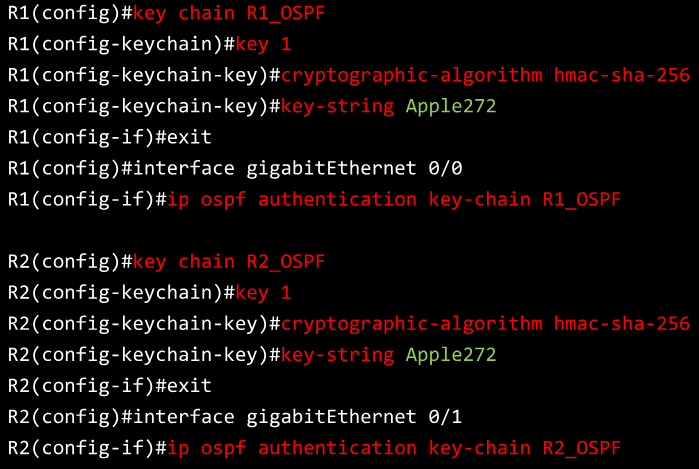 R1(config)#key chain R1_OSPF
R1(config-keychain)#key 1
R1(config-keychain-key)#cryptographic-algorithm hmac-sha-256
R1(config-keychain-key)#key-string Apple272
R1(config-if)#exit
R1(config)#interface gigabitEthernet 0/0
R1(config-if)#ip ospf authentication key-chain R1_OSPF
R2(config)#key chain R2_OSPF
R2(config-keychain)#key 1
R2(config-keychain-key)#cryptographic-algorithm hmac-sha-256
R2(config-keychain-key)#key-string Apple272
R2(config-if)#exit
R2(config)#interface gigabitEthernet 0/1
R2(config-if)#ip ospf authentication key-chain R2_OSPF